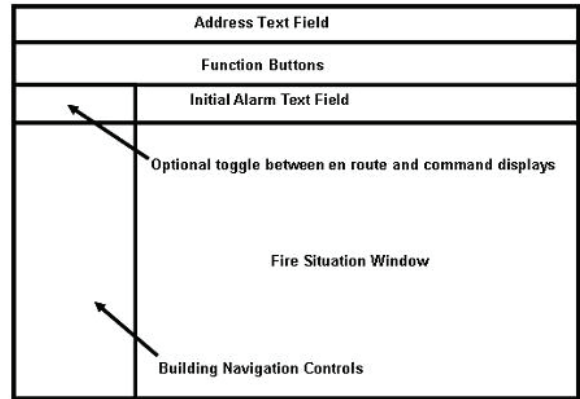 Address Text Field
Function Buttons
Initial Alarm Text Field
Optional toggle between en route and command displays
Fire Situation Window
Building Navigation Controls